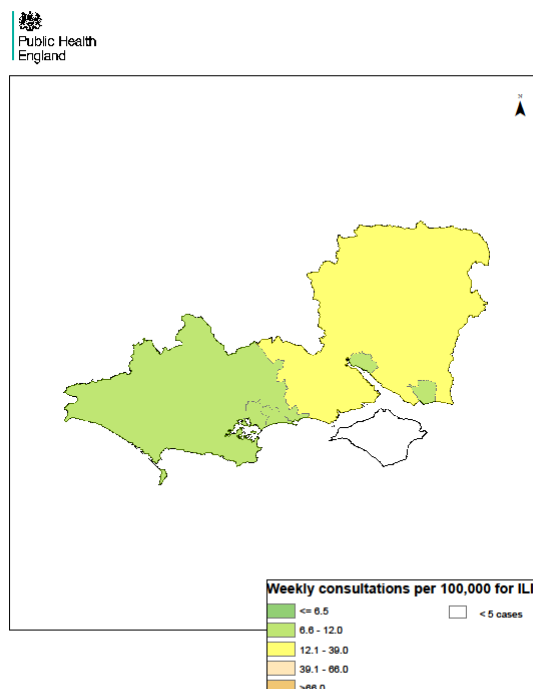 Public Health
England
N
Weekly consultations per 100,000 for ILI
<= 6.5
< 5 cases
6.6 - 12.0
12.1 - 39.0
39.1 - 66.0
>66.0